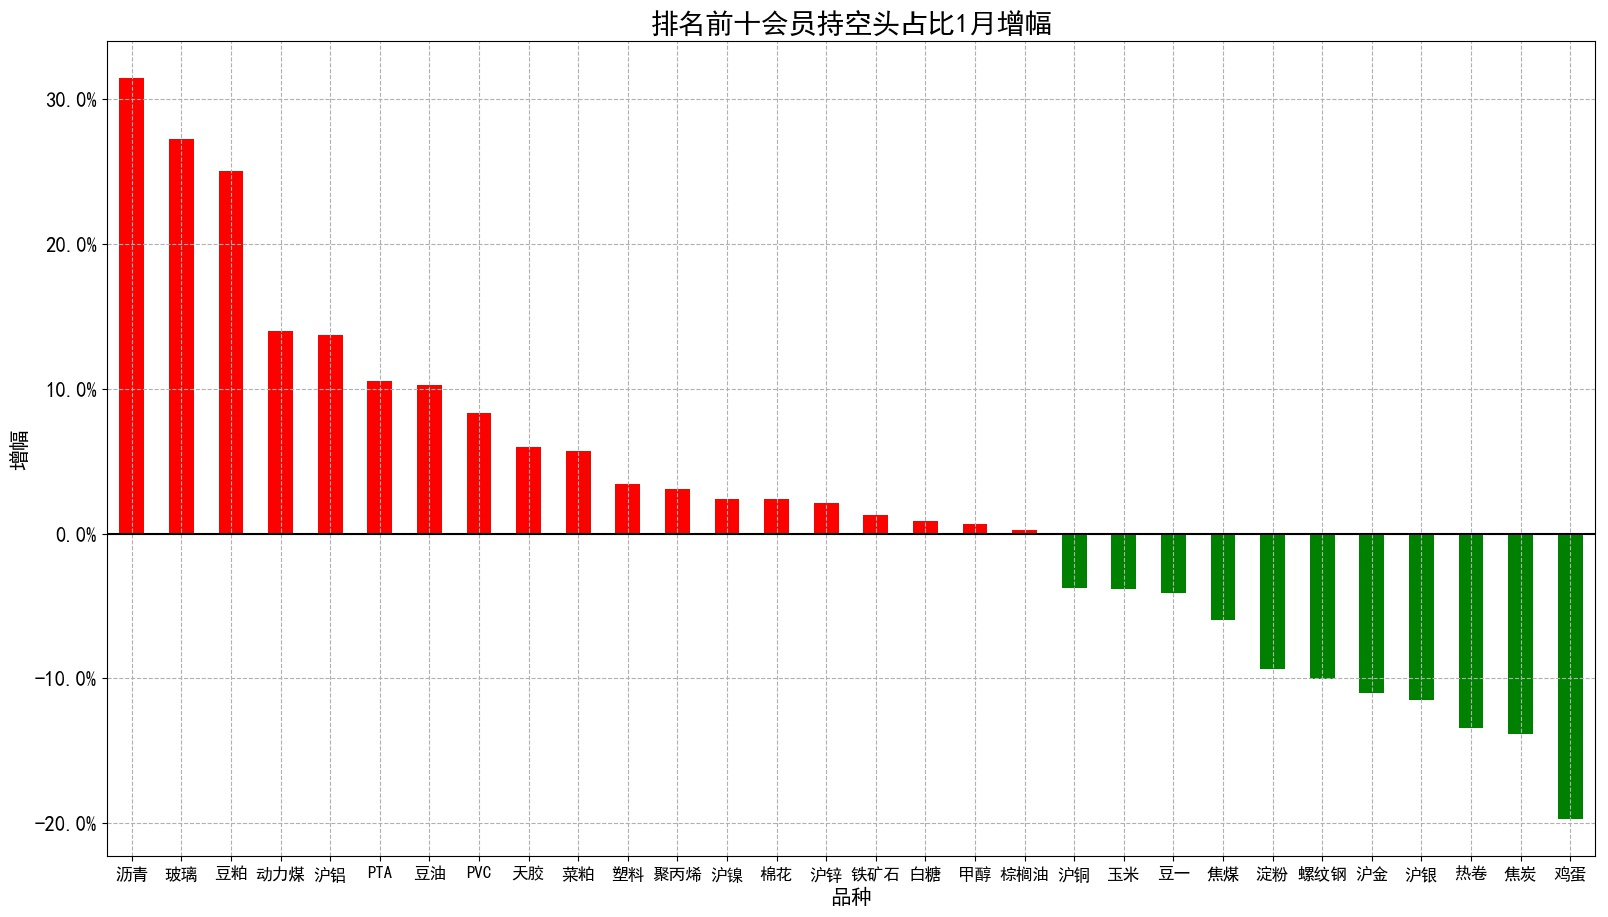 排名前十会员持空头占比1月增幅
30.0%
20.0%
10.0%
0.0%
-10.0%
-20.0%
增幅
沥青 玻璃 豆粕 动力煤 沪铝 PTA 豆油 PVC 天胶 菜粕 塑料 聚丙烯 沪镍 棉花 沪锌 铁矿石 白糖 甲醇 棕榈油 沪铜 玉米 豆一 焦煤 淀粉 螺纹钢 沪金 沪银 热卷 焦炭 鸡蛋
品种